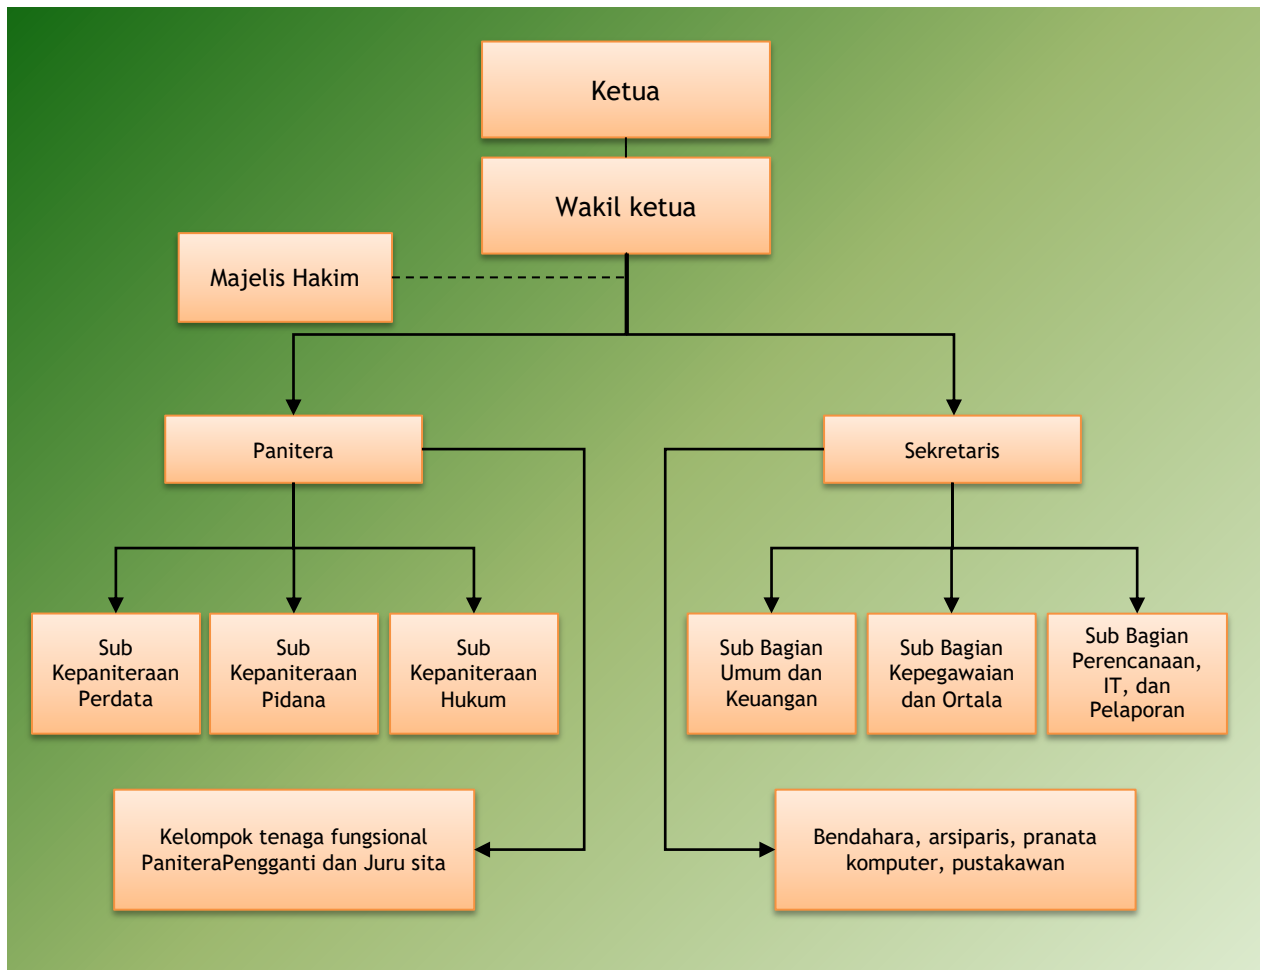 Ketua
Wakil ketua
Majelis Hakim
Panitera
Sekretaris
Sub
Kepaniteraan
Perdata
Sub
Kepaniteraan
Pidana
Sub
Kepaniteraan
Hukum
Sub Bagian
Umum dan
Keuangan
Sub Bagian
Kepegawaian
dan Ortala
Sub Bagian
Perencanaan,
IT, dan
Pelaporan
Kelompok tenaga fungsional
PaniteraPengganti dan Juru sita
Bendahara, arsiparis, pranata
komputer, pustakawan